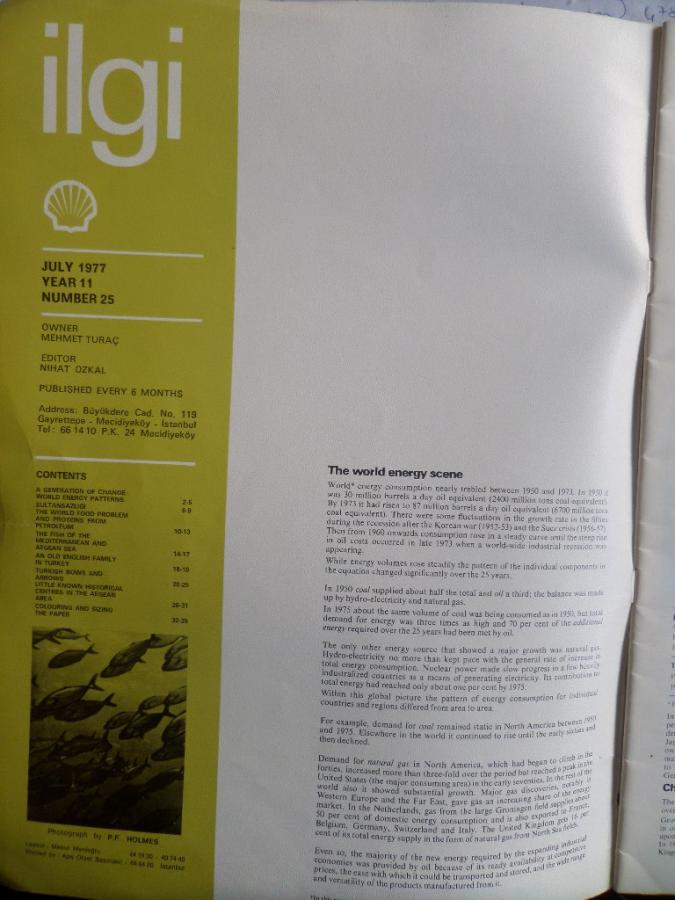 ilgi
JULY 1977
YEAR 11
NUMBER 25
OWNER
MEHMET TURAÇ
EDITOR
NIHAT OZKAL
PUBLISHED EVERY 6 MONTHS
Address: Büyükdere Cad. No. 119
Gayrettepe - Mecidiyeköy - İstanbul
Tel: 66 14 10 P.K. 24 Mecidiyeköy
CONTENTS
A GENERATION OF CHANGE
WORLD ENERGY PATTERNS 2-5
SULTANSAZLIGI 6-9
THE WORLD FOOD PROBLEM
AND PROTEINS FROM
PETROLEUM 10-13
THE FISH OF THE
MEDITERRANEAN AND
AEGEAN SEA 14-17
AN OLD ENGLISH FAMILY
IN TURKEY 18-19
TURKISH BOWS AND
ARROWS 20-25
LITTLE KNOWN HISTORICAL
CENTRES IN THE AEGEAN
AREA 26-31
COLOURING AND SIZING
THE PAPER 32-35
Photograph by P.F. HOLMES
The world energy scene
World* energy consumption nearly trebled between 1950 and 1973. In 1950 it
was 30 million barrels a day oil equivalent (2400 million tons coal equivalent).
By 1973 it had risen to 87 million barrels a day oil equivalent (6700 million tons
coal equivalent). There were some fluctuations in the growth rate in the fifties
during the recession after the Korean war (1952-53) and the Suez crisis (1956-57).
Then from 1960 onwards consumption rose in a steady curve until the steep rise
in oil costs occurred in late 1973 when a world-wide industrial recession was
appearing.
While energy volumes rose steadily the pattern of the individual components in
the equation changed significantly over the 25 years.
In 1950 coal supplied about half the total and oil a third; the balance was made
up by hydro-electricity and natural gas.
In 1975 about the same volume of coal was being consumed as in 1950, but total
demand for energy was three times as high and 70 per cent of the additional
energy required over the 25 years had been met by oil.
The only other energy source that showed a major growth was natural gas.
Hydro-electricity no more than kept pace with the general rate of increase in
total energy consumption. Nuclear power made slow progress in a few heavily
industralized countries as a means of generating electricity. Its contribution to
total energy had reached only about one per cent by 1975.
Within this global picture the pattern of energy consumption for individual
countries and regions differed from area to area.
For example, demand for coal remained static in North America between 1950
and 1975. Elsewhere in the world it continued to rise until the early sixties and
then declined.
Demand for natural gas in North America, which had began to climb in the
forties, increased more than three-fold over the period but reached a peak in the
United States (the major consuming area) in the early seventies. In the rest of the
world also it showed substantial growth. Major gas discoveries, notably in
Western Europe and the Far East, gave gas an increasing share of the energy
market. In the Netherlands, gas from the large Groningen field supplies about
50 per cent of domestic energy consumption and is also exported to France,
Belgium, Germany, Switzerland and Italy. The United Kingdom gets 16 per
cent of its total energy supply in the form of natural gas from North Sea fields.
Even so, the majority of the new energy required by the expanding industrial
economies was provided by oil because of its ready availability at competitive
prices, the ease with which it could be transported and stored, and the wide range
and versatility of the products manufactured from it.